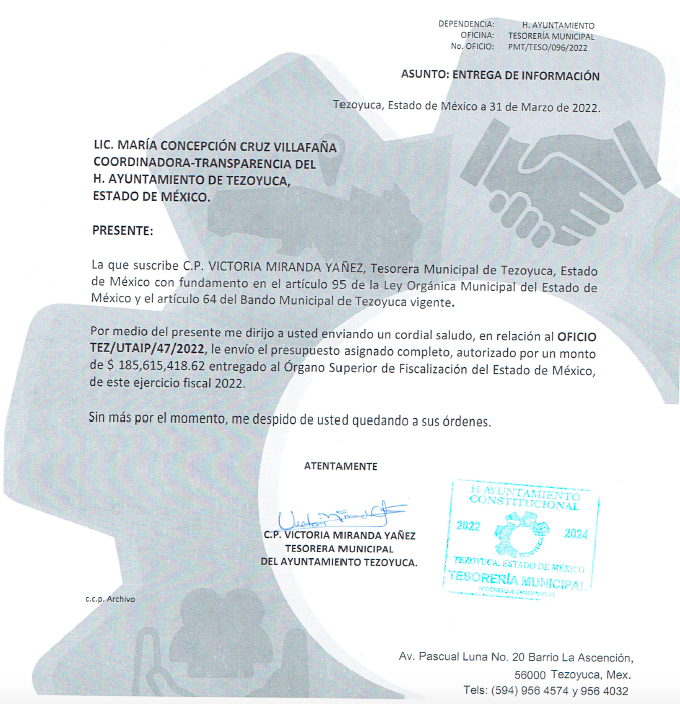 DEPENDENCIA: H. AYUNTAMIENTO
OFICINA: TESORERÍA MUNICIPAL
No. OFICIO: PMT/TESO/096/2022
ASUNTO: ENTREGA DE INFORMACIÓN
Tezoyuca, Estado de México a 31 de Marzo de 2022.
LIC. MARÍA CONCEPCIÓN CRUZ VILLAFAÑA
COORDINADORA-TRANSPARENCIA DEL
H. AYUNTAMIENTO DE TEZOYUCA,
ESTADO DE MÉXICO.
PRESENTE:
La que suscribe C.P. VICTORIA MIRANDA YAÑEZ, Tesorera Municipal de Tezoyuca, Estado
de México con fundamento en el artículo 95 de la Ley Orgánica Municipal del Estado de
México y el artículo 64 del Bando Municipal de Tezoyuca vigente.
Por medio del presente me dirijo a usted enviando un cordial saludo, en relación al OFICIO
TEZ/UTAIP/47/2022, le envío el presupuesto asignado completo, autorizado por un monto
de $ 185,615,418.62 entregado al Órgano Superior de Fiscalización del Estado de México,
de este ejercicio fiscal 2022.
Sin más por el momento, me despido de usted quedando a sus órdenes.
ATENTAMENTE
C.P. VICTORIA MIRANDA YAÑEZ
TESORERA MUNICIPAL
DEL AYUNTAMIENTO TEZOYUCA.
H. AYUNTAMIENTO
CONSTITUCIONAL
2022 2024
TEZOYUCA
TEZOYUCA, ESTADO DE MÉXICO
TESORERÍA MUNICIPAL
c.c.p. Archivo
Av. Pascual Luna No. 20 Barrio La Ascención,
56000 Tezoyuca, Mex.
Tels: (594) 956 4574 y 956 4032